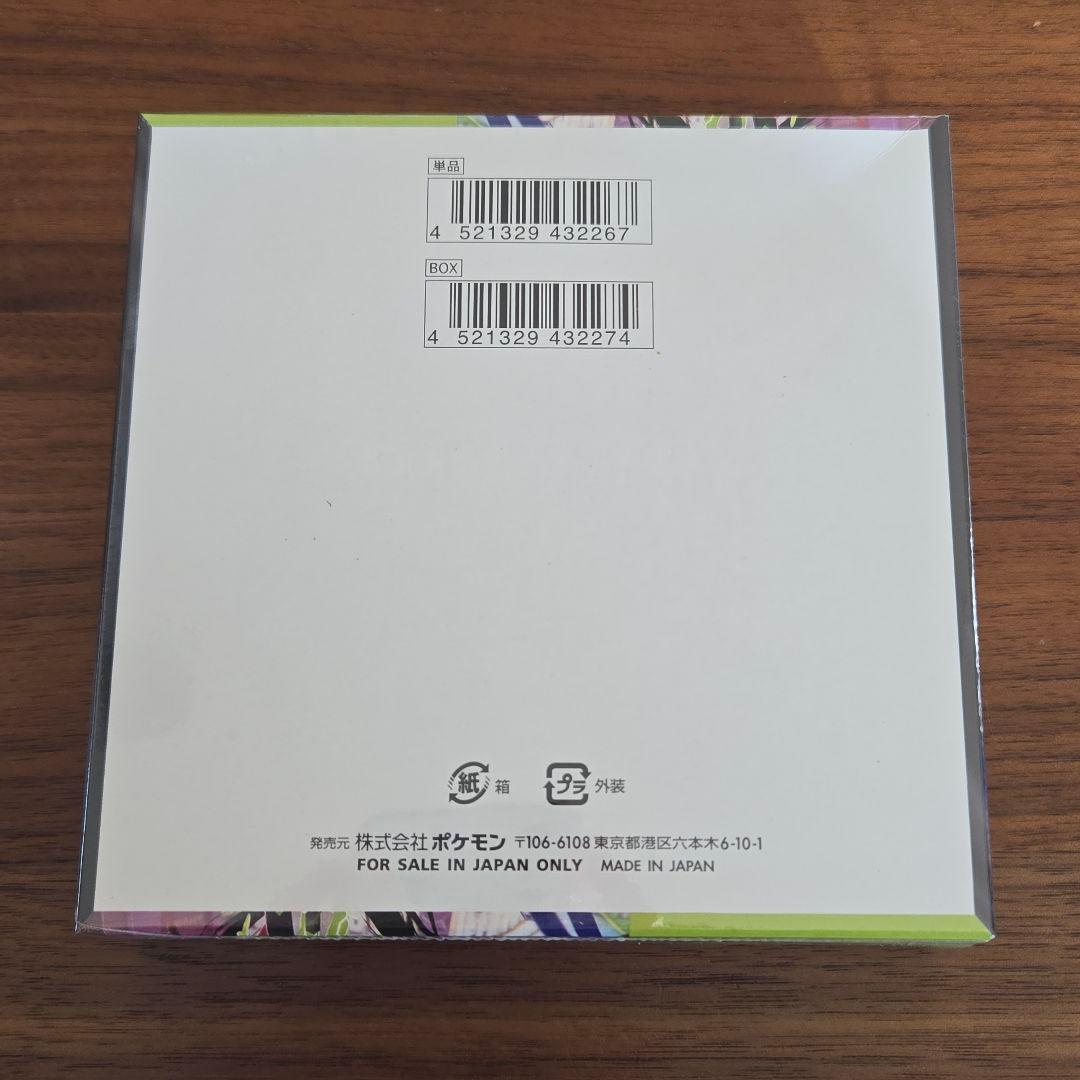 単品
4 521329 432267
BOX
4 521329 432274
紙 箱 プラ 外装
発売元 株式会社ポケモン 〒106-6108 東京都港区六本木6-10-1
FOR SALE IN JAPAN ONLY MADE IN JAPAN